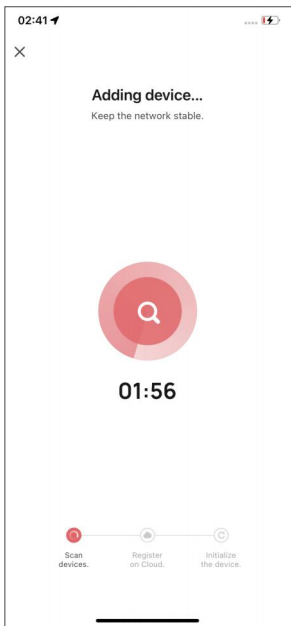 02:41
Adding device...
Keep the network stable.
01:56
Scan
devices.
Register
on Cloud.
Initialize
the device.